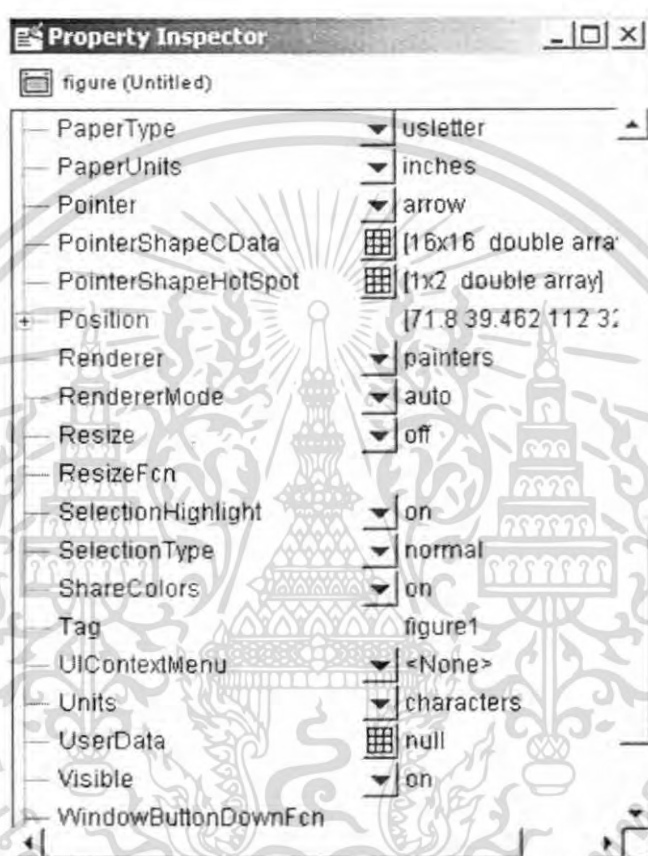 Property Inspector
figure (Untitled)
PaperType usletter
PaperUnits inches
Pointer arrow
PointerShapeCData [16x16 double arra
PointerShapeHotSpot [1x2 double array]
Position [71.8 39.462 112 32
Renderer painters
RendererMode auto
Resize off
ResizeFcn
SelectionHighlight on
SelectionType normal
ShareColors on
Tag figure1
UIContextMenu <None>
Units characters
UserData null
Visible on
WindowButtonDownFcn